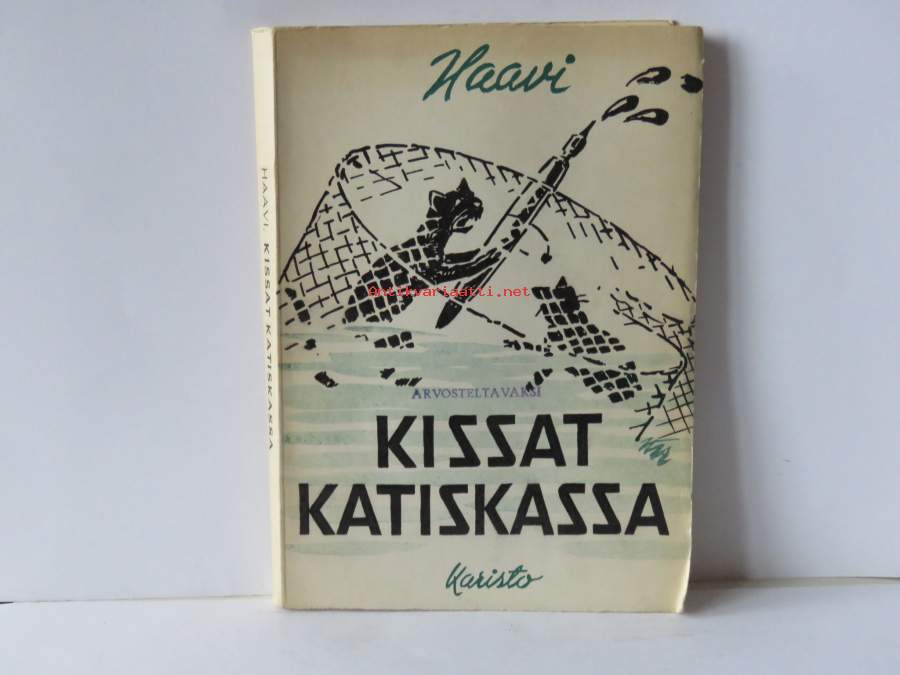 Haavi
HAAVI: KISSAT KATISKASSA
Antikvariaatti.net
ARVOSTELTAVAKSI
KISSAT
KATISKASSA
Karisto